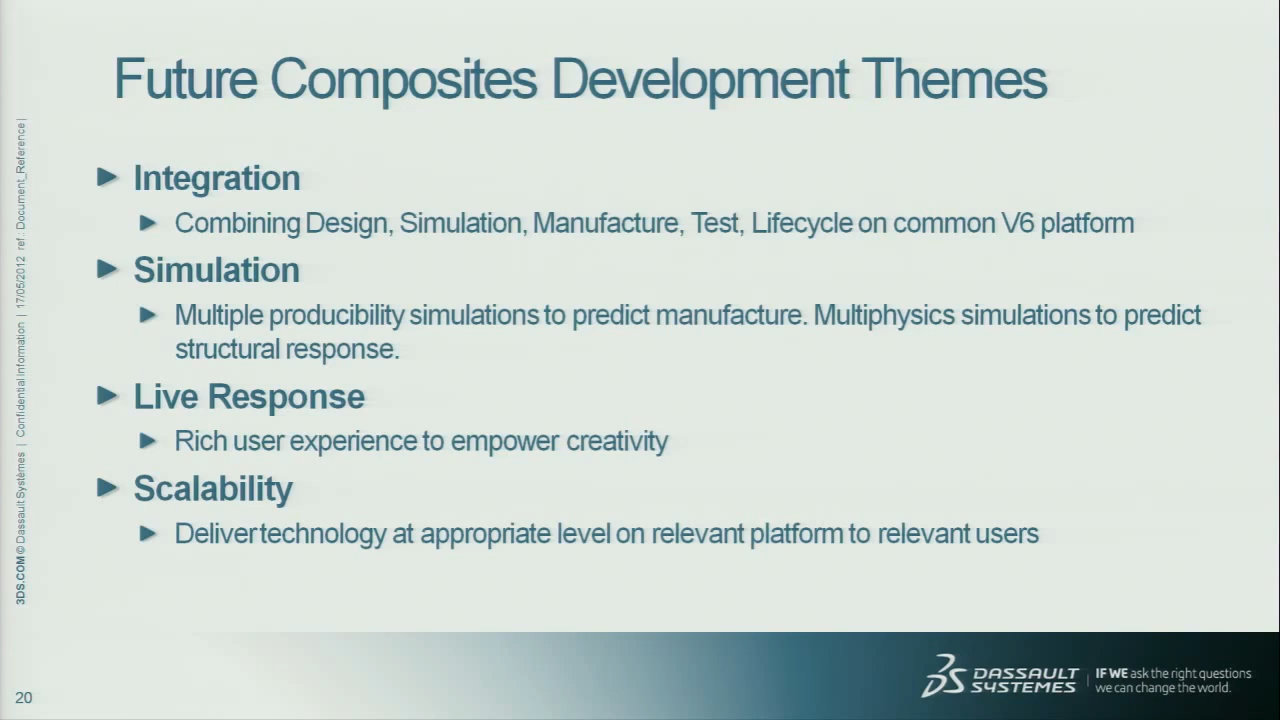 Future Composites Development Themes
Integration
Combining Design, Simulation, Manufacture, Test, Lifecycle on common V6 platform
Simulation
Multiple producibility simulations to predict manufacture. Multiphysics simulations to predict
structural response.
Live Response
Rich user experience to empower creativity
Scalability
Deliver technology at appropriate level on relevant platform to relevant users
3DS.COM © Dassault Systèmes | Confidential Information | 17/05/2012 ref.: Document_Reference |
20
DASSAULT
SYSTEMES
IF WE ask the right questions
we can change the world.